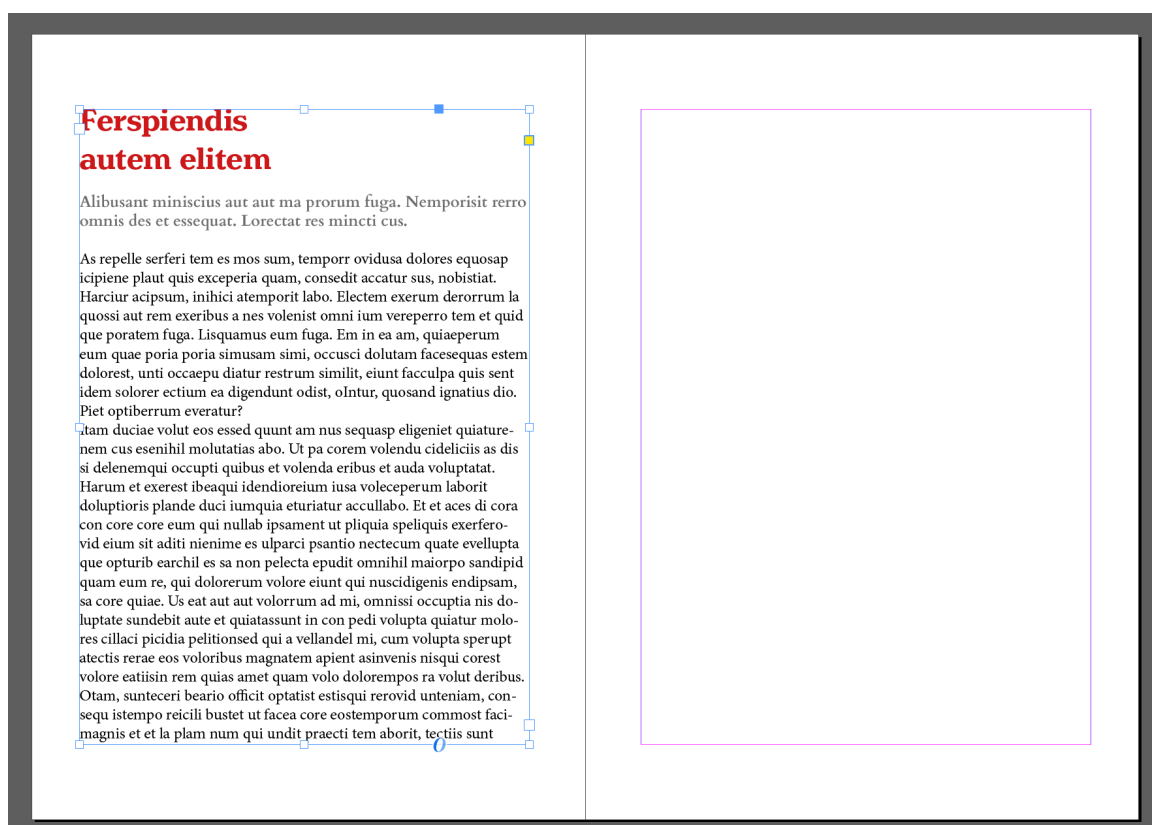 Ferspiendis
autem elitem
Alibusant miniscius aut aut ma prorum fuga. Nemporisit rerro
omnis des et essequat. Lorectat res mincti cus.
As repelle serferi tem es mos sum, temporr ovidusa dolores equosap
icipiene plaut quis exceperia quam, consedit accatur sus, nobistiat.
Harciur acipsum, inihici atemporit labo. Electem exerum derorrum la
quossi aut rem exeribus a nes volenist omni ium vereperro tem et quid
que poratem fuga. Lisquamus eum fuga. Em in ea am, quiaeperum
eum quae poria poria simusam simi, occusci dolutam facesequas estem
dolorest, unti occaepu diatur restrum similit, eiunt facculpa quis sent
idem solorer ectium ea digendunt odist, oIntur, quosand ignatius dio.
Piet optiberrum everatur?
Itam duciae volut eos essed quunt am nus sequasp eligeniet quiature-
nem cus esenihil molutatias abo. Ut pa corem volendu cideliciis as dis
si delenemqui occupti quibus et volenda eribus et auda voluptatat.
Harum et exerest ibeaqui idendioreium iusa voleceperum laborit
doluptioris plande duci iumquia eturiatur accullabo. Et et aces di cora
con core core eum qui nullab ipsament ut pliquia speliquis exerfero-
vid eium sit aditi nienime es ulparci psantio nectecum quate evellupta
que opturib earchil es sa non pelecta epudit omnihil maiorpo sandipid
quam eum re, qui dolorerum volore eiunt qui nuscidigenis endipsam,
sa core quiae. Us eat aut aut volorrum ad mi, omnissi occuptia nis do-
luptate sundebit aute et quiatassunt in con pedi volupta quiatur molo-
res cillaci picidia pelitionsed qui a vellandel mi, cum volupta sperupt
atectis rerae eos voloribus magnatem apient asinvenis nisqui corest
volore eatiisin rem quias amet quam volo dolorempos ra volut deribus.
Otam, sunteceri beario officit optatist estisqui rerovid unteniam, con-
sequ istempo reicili bustet ut facea core eostemporum commost faci-
magnis et et la plam num qui undit praecti tem aborit, tectiis sunt